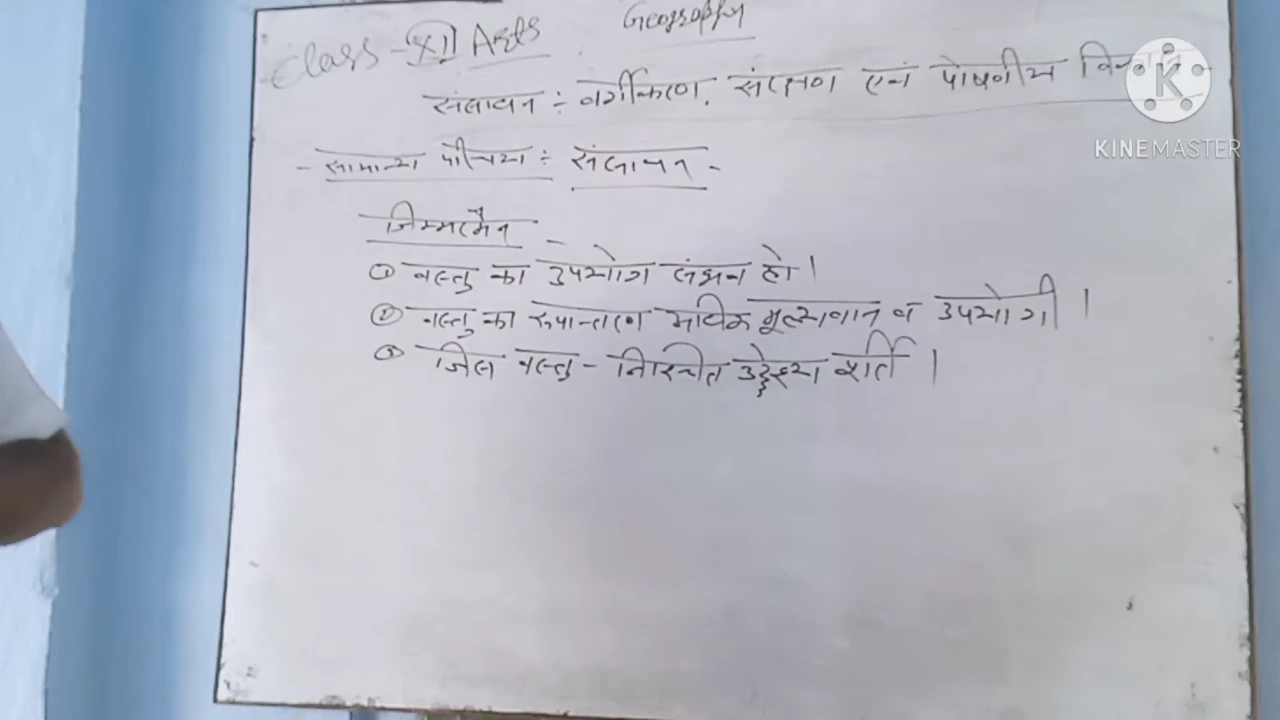 Class - XII Arts Geography
संसाधन ÷ वर्गीकरण, संरक्षण एवं पोषणीय
- सामान्य परिचय ÷ संसाधन -
जिम्मरमैन -
① वस्तु का उपयोग संभव हो।
② वस्तु का रूपान्तरण अधिक मूल्यवान व उपयोगी।
③ जिस वस्तु - निश्चित उद्देश्य
KINEMASTER